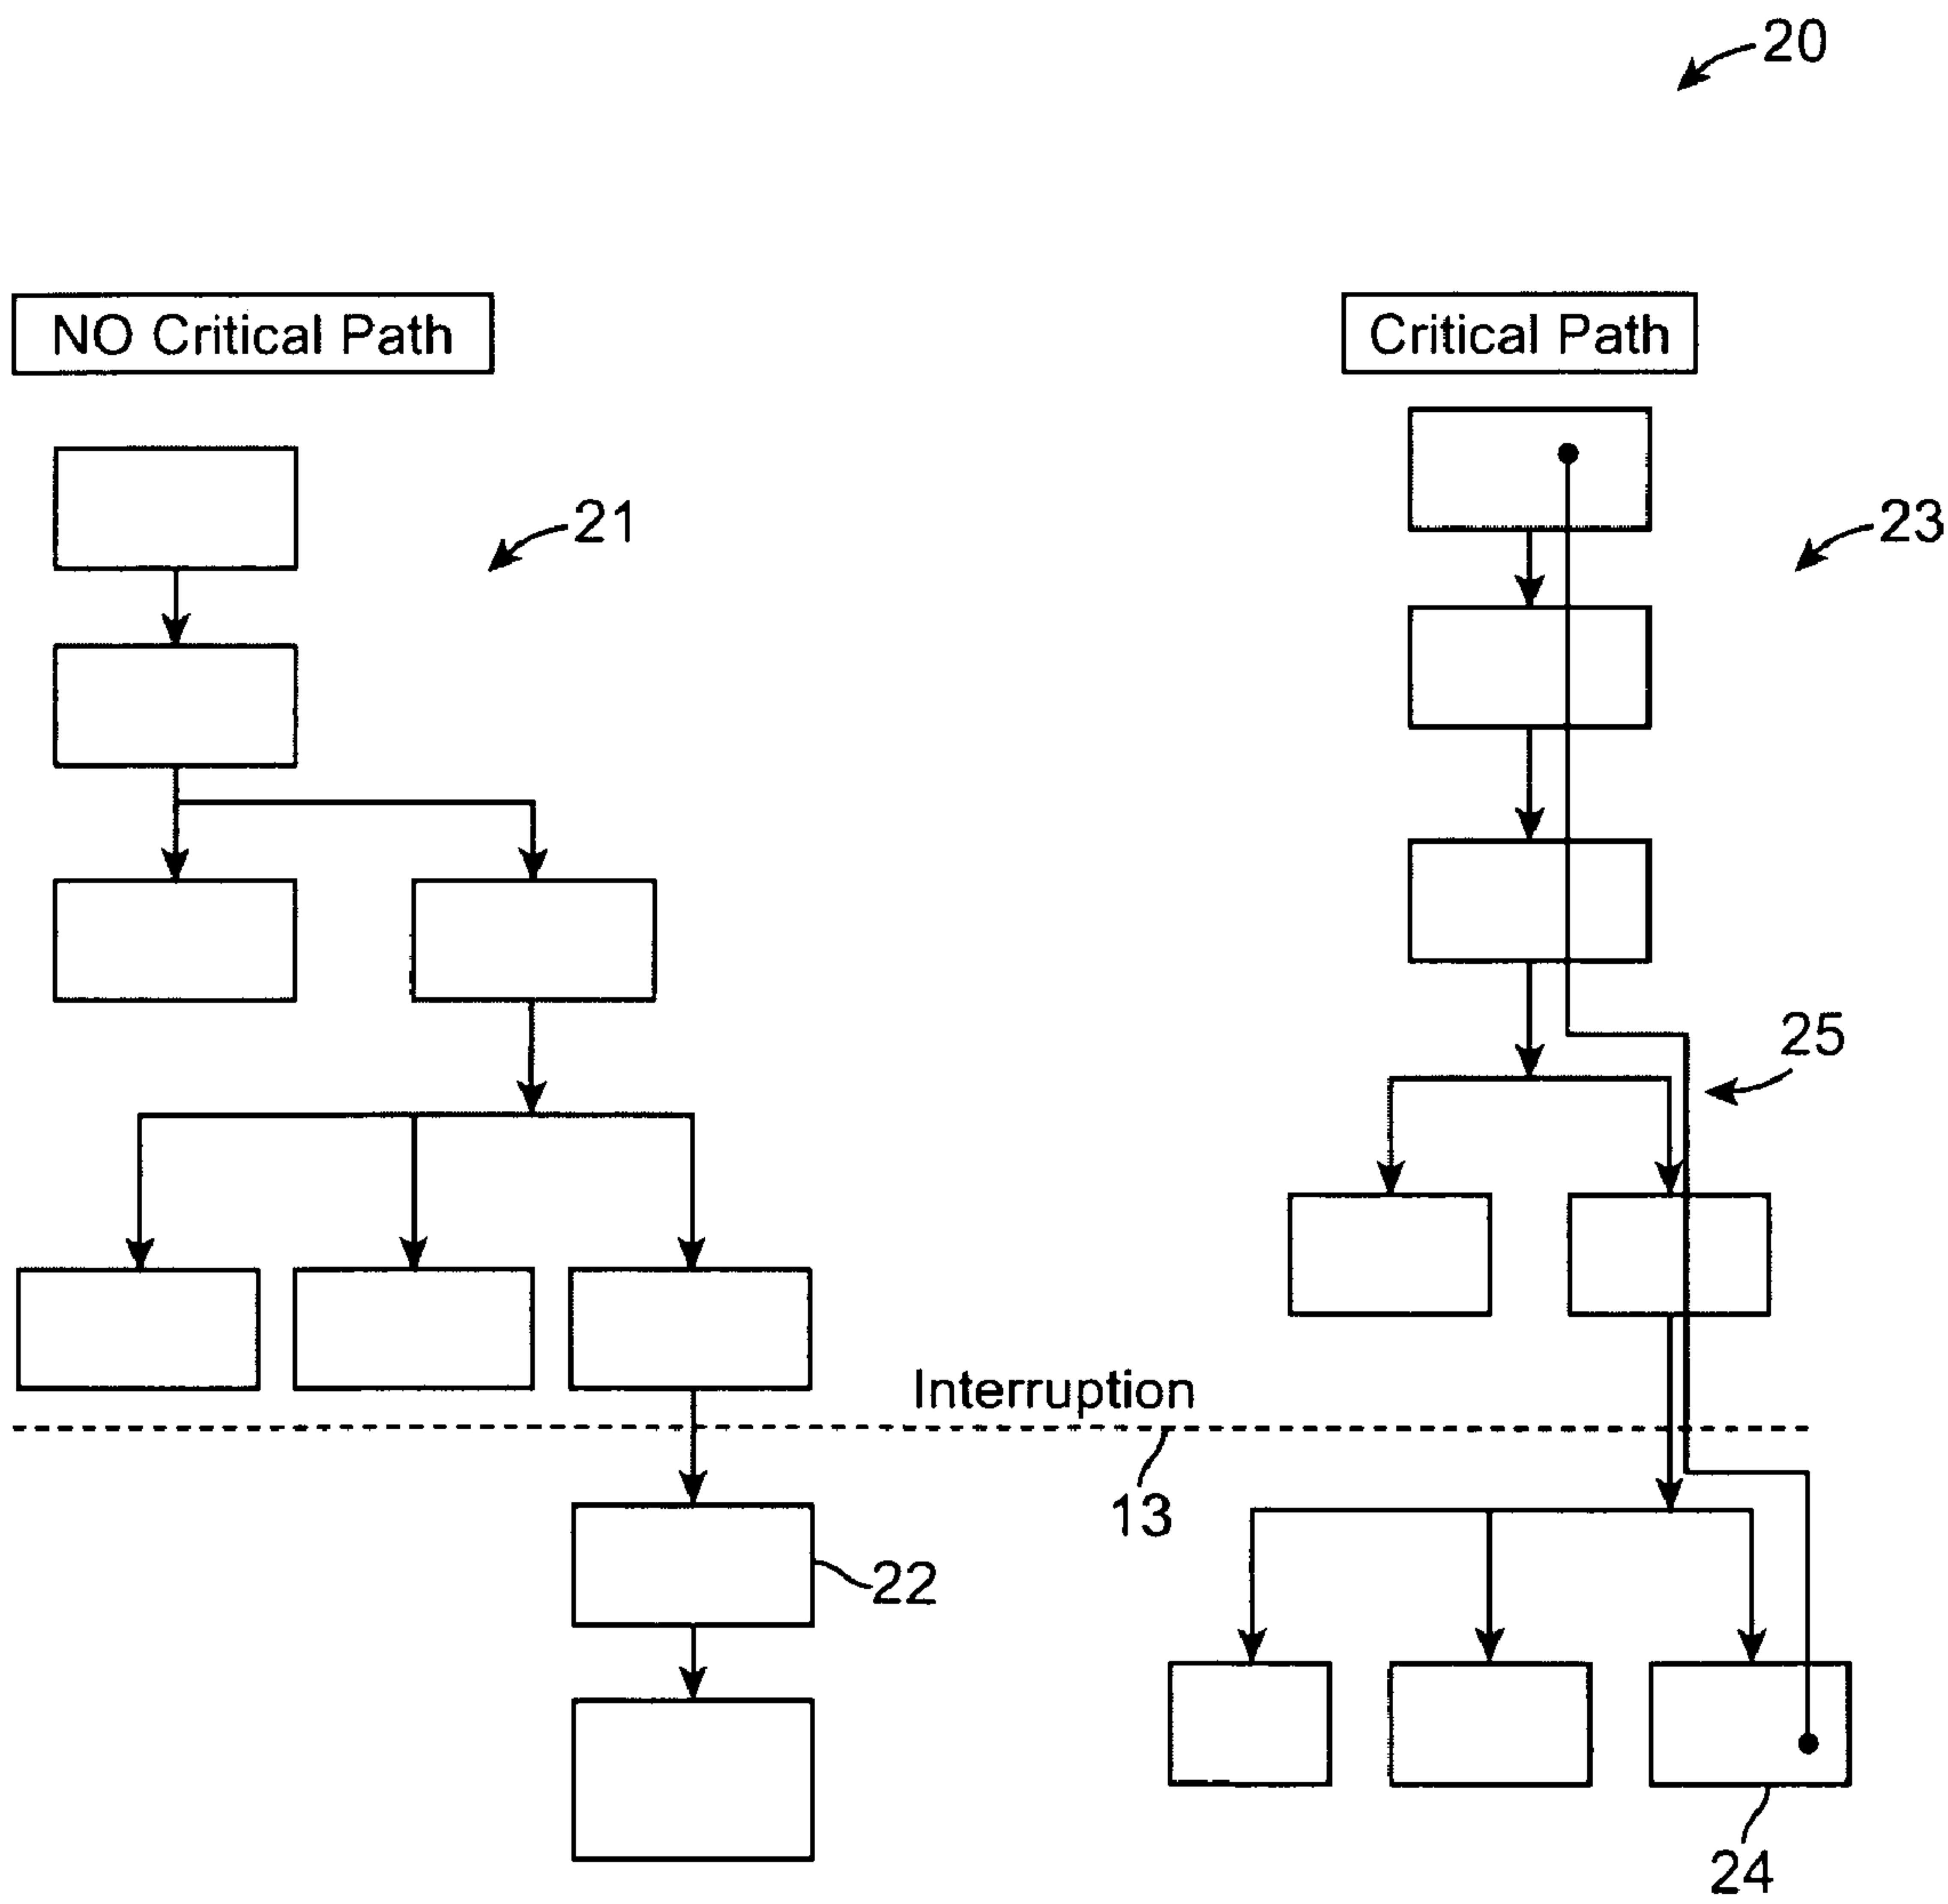 20
NO Critical Path
Critical Path
21
23
25
Interruption
13
22
24